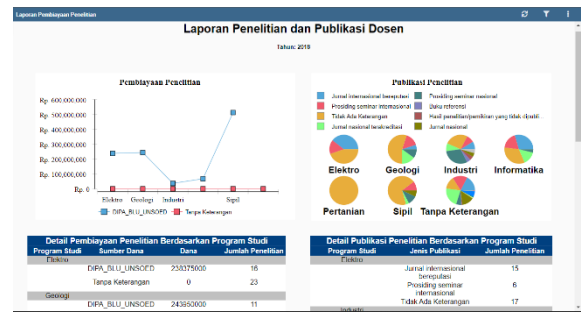 Laporan Pembiayaan Penelitian
Laporan Penelitian dan Publikasi Dosen
Tahun: 2018
Pembiayaan Penelitian
Rp. 600,000,000
Rp. 500,000,000
Rp. 400,000,000
Rp. 300,000,000
Rp. 200,000,000
Rp. 100,000,000
Rp. 0
Elektro Geologi Industri Sipil
DIPA_BLU_UNSOED Tanpa Keterangan
Publikasi Penelitian
Jurnal internasional bereputasi Prosiding seminar nasional
Prosiding seminar internasional Buku referensi
Tidak Ada Keterangan Hasil penelitian/pemikiran yang tidak dipubli...
Jurnal nasional terakreditasi Jurnal nasional
Elektro Geologi Industri Informatika
Pertanian Sipil Tanpa Keterangan
Detail Pembiayaan Penelitian Berdasarkan Program Studi
Program Studi Sumber Dana Dana Jumlah Penelitian
Elektro
DIPA_BLU_UNSOED 238375000 16
Tanpa Keterangan 0 23
Geologi
DIPA_BLU_UNSOED 243950000 11
Detail Publikasi Penelitian Berdasarkan Program Studi
Program Studi Jenis Publikasi Jumlah Penelitian
Elektro
Jurnal internasional bereputasi 15
Prosiding seminar internasional 6
Tidak Ada Keterangan 17
Industri